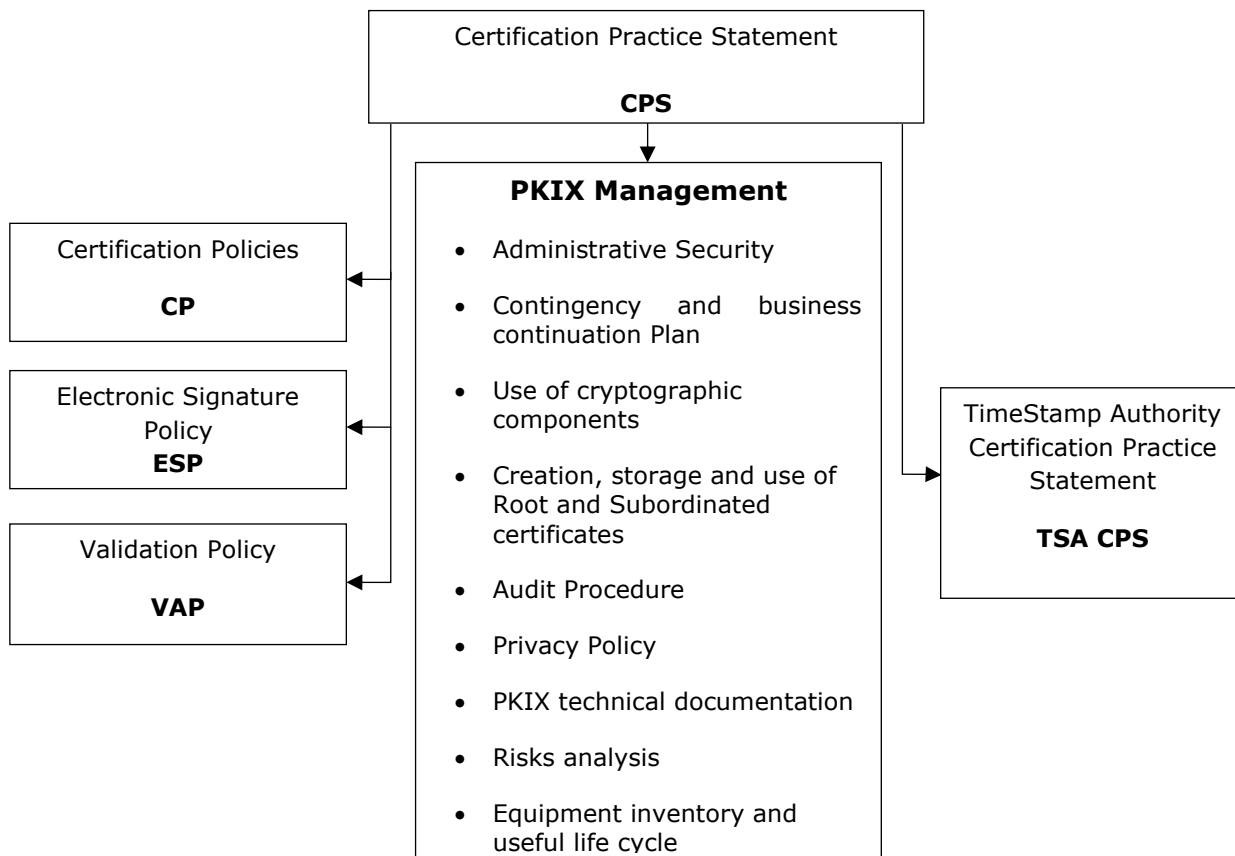 Certification Practice Statement
CPS
PKIX Management
• Administrative Security
• Contingency and business
continuation Plan
• Use of cryptographic
components
• Creation, storage and use of
Root and Subordinated
certificates
• Audit Procedure
• Privacy Policy
• PKIX technical documentation
• Risks analysis
• Equipment inventory and
useful life cycle
Certification Policies
CP
Electronic Signature
Policy
ESP
Validation Policy
VAP
TimeStamp Authority
Certification Practice
Statement
TSA CPS